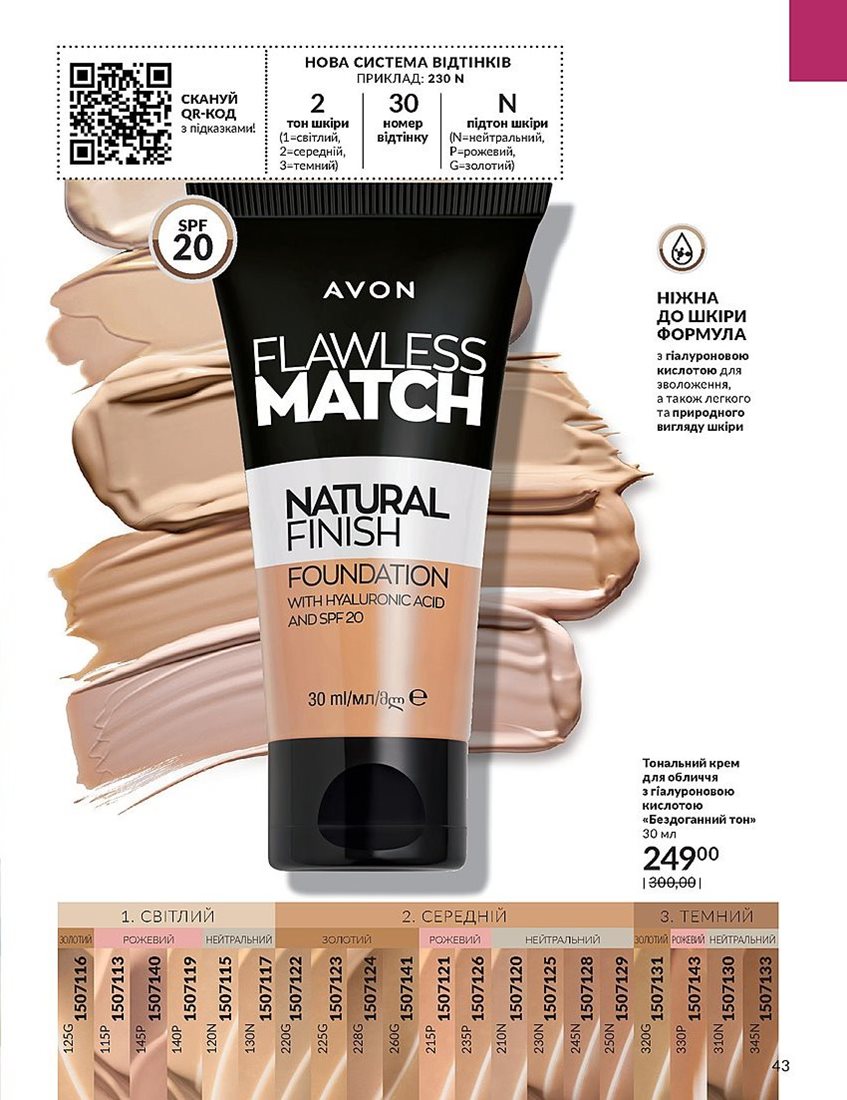 СКАНУЙ
QR-КОД
з підказками!
НОВА СИСТЕМА ВІДТІНКІВ
ПРИКЛАД: 230 N
2
тон шкіри
(1=світлий,
2=середній,
3=темний)
30
номер
відтінку
N
підтон шкіри
(N=нейтральний,
P=рожевий,
G=золотий)
SPF
20
AVON
FLAWLESS
MATCH
NATURAL
FINISH
FOUNDATION
WITH HYALURONIC ACID
AND SPF 20
30 ml/мл/მლ e
НІЖНА
ДО ШКІРИ
ФОРМУЛА
з гіалуроновою
кислотою для
зволоження,
а також легкого
та природного
вигляду шкіри
Тональний крем
для обличчя
з гіалуроновою
кислотою
«Бездоганний тон»
30 мл
249 00
|300,00|
1. СВІТЛИЙ
2. СЕРЕДНІЙ
3. ТЕМНИЙ
ЗОЛОТИЙ
РОЖЕВИЙ
НЕЙТРАЛЬНИЙ
ЗОЛОТИЙ
РОЖЕВИЙ
НЕЙТРАЛЬНИЙ
ЗОЛОТИЙ
РОЖЕВИЙ
НЕЙТРАЛЬНИЙ
125G 1507116
115P 1507113
145P 1507140
140P 1507119
120N 1507115
130N 1507117
220G 1507122
225G 1507123
228G 1507124
260G 1507141
215P 1507121
235P 1507126
210N 1507120
230N 1507125
245N 1507128
250N 1507129
320G 1507131
330P 1507143
310N 1507130
345N 1507133
43